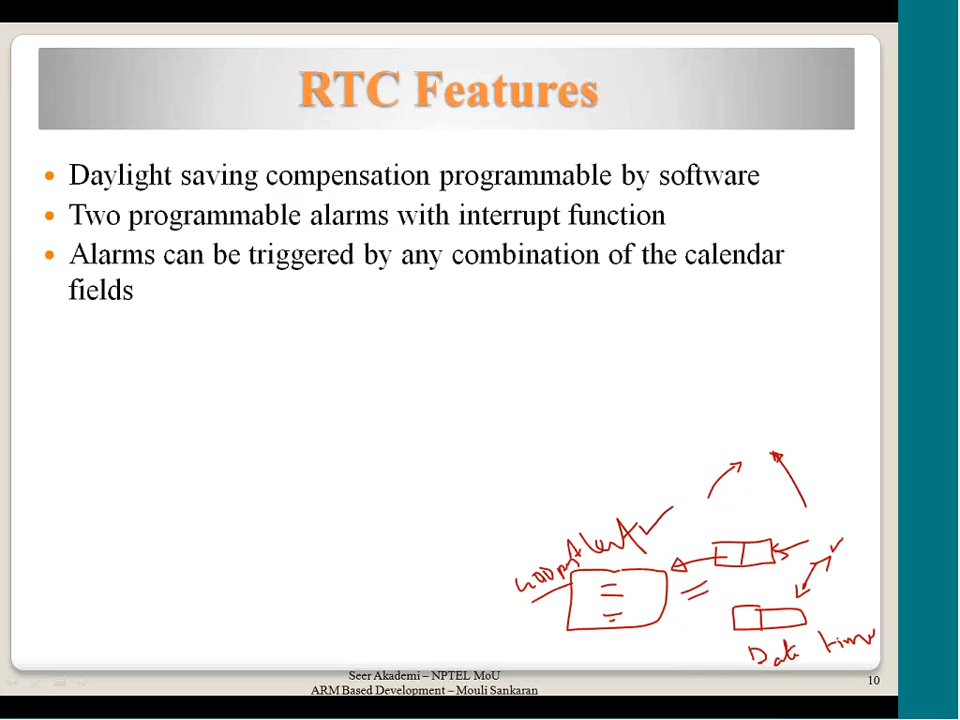 RTC Features
• Daylight saving compensation programmable by software
• Two programmable alarms with interrupt function
• Alarms can be triggered by any combination of the calendar
fields
Alert
Date time
Seer Akademi – NPTEL MoU
ARM Based Development – Mouli Sankaran
10